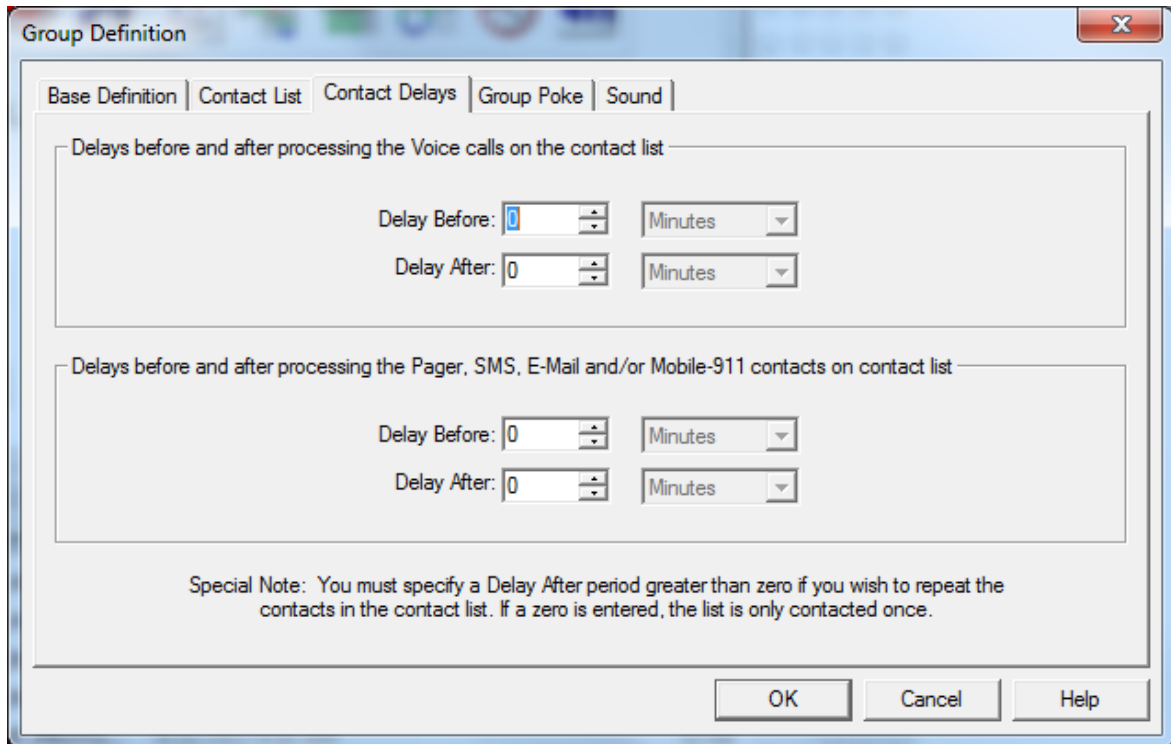 Group Definition
Base Definition Contact List Contact Delays Group Poke Sound
Delays before and after processing the Voice calls on the contact list
Delay Before: 0 Minutes
Delay After: 0 Minutes
Delays before and after processing the Pager, SMS, E-Mail and/or Mobile-911 contacts on contact list
Delay Before: 0 Minutes
Delay After: 0 Minutes
Special Note: You must specify a Delay After period greater than zero if you wish to repeat the
contacts in the contact list. If a zero is entered, the list is only contacted once.
OK Cancel Help